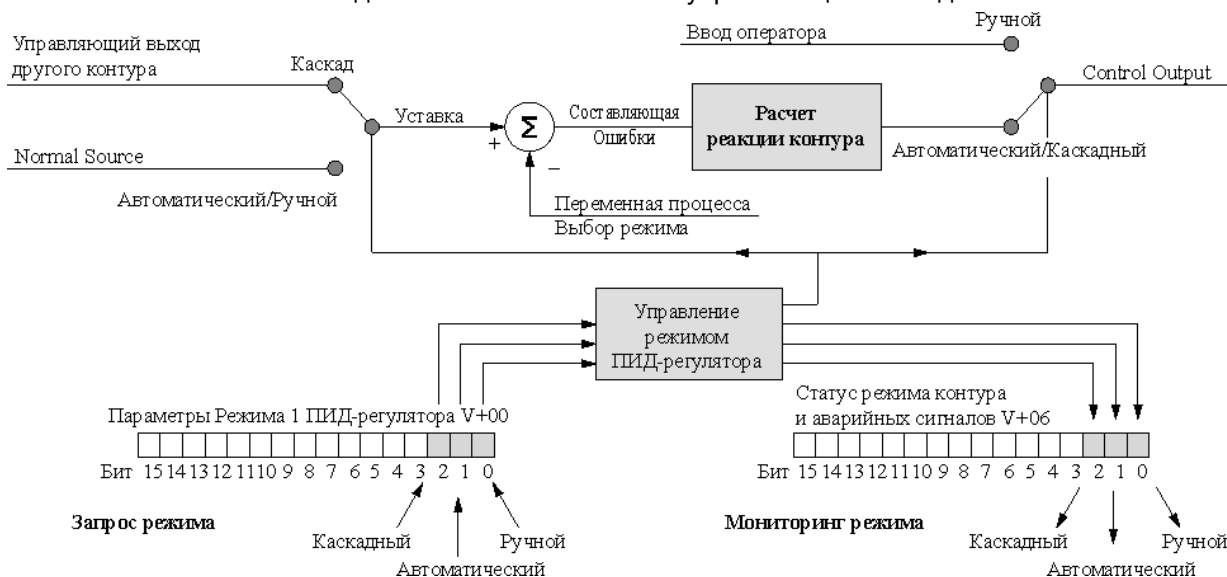 Ручной
Ввод оператора
Управляющий выход
другого контура
Каскад
Control Output
Уставка
Σ
+
−
Составляющая
Ошибки
Расчет
реакции контура
Автоматический/Каскадный
Normal Source
Автоматический/Ручной
Переменная процесса
Выбор режима
Управление
режимом
ПИД-регулятора
Параметры Режима 1 ПИД-регулятора V+00
Бит 15 14 13 12 11 10 9 8 7 6 5 4 3 2 1 0
Запрос режима
Каскадный
Ручной
Автоматический
Статус режима контура
и аварийных сигналов V+06
Бит 15 14 13 12 11 10 9 8 7 6 5 4 3 2 1 0
Мониторинг режима
Каскадный
Ручной
Автоматический